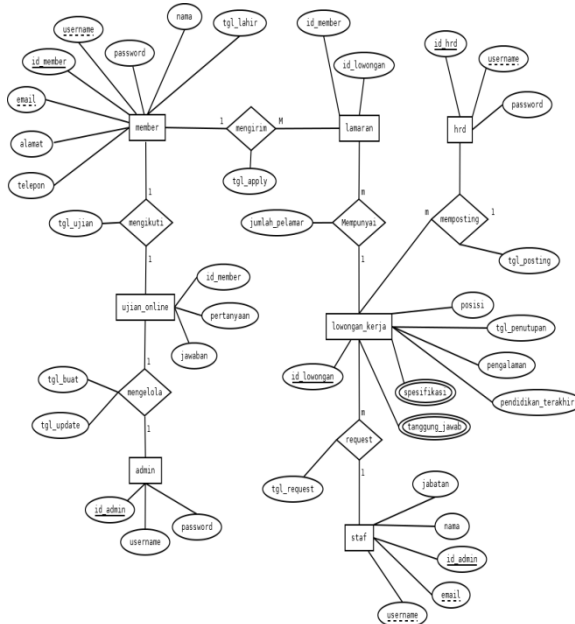 nama
tgl_lahir
id_member
username
id_hrd
password
username
id_member
id_lowongan
email
password
member
1
mengirim
M
lamaran
hrd
alamat
tgl_apply
telepon
1
m
jumlah_pelamar
Mempunyai
m
memposting
1
tgl_ujian
mengikuti
tgl_posting
1
1
id_member
ujian_online
pertanyaan
posisi
lowongan_kerja
tgl_penutupan
jawaban
pengalaman
1
id_lowongan
tgl_buat
mengelola
spesifikasi
pendidikan_terakhir
tgl_update
m
tanggung_jawab
1
request
admin
1
tgl_request
jabatan
id_admin
password
nama
username
staf
id_admin
email
username